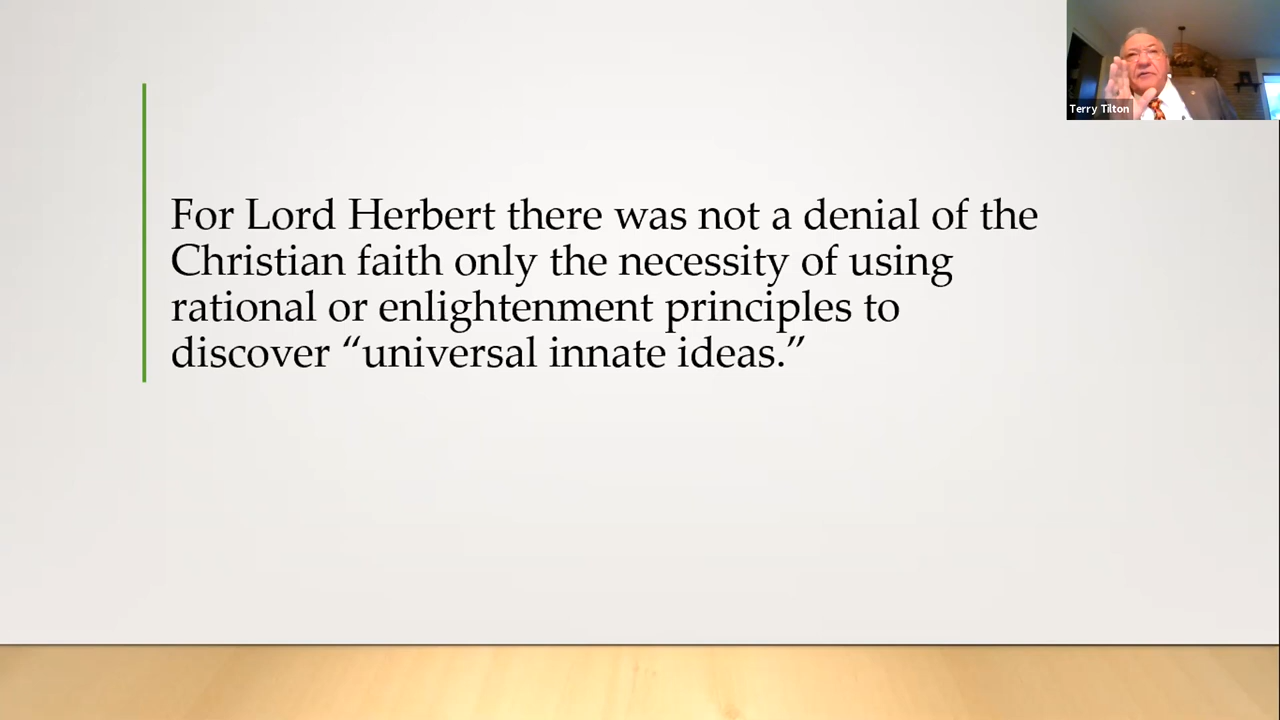 Terry Tilton
For Lord Herbert there was not a denial of the
Christian faith only the necessity of using
rational or enlightenment principles to
discover “universal innate ideas.”